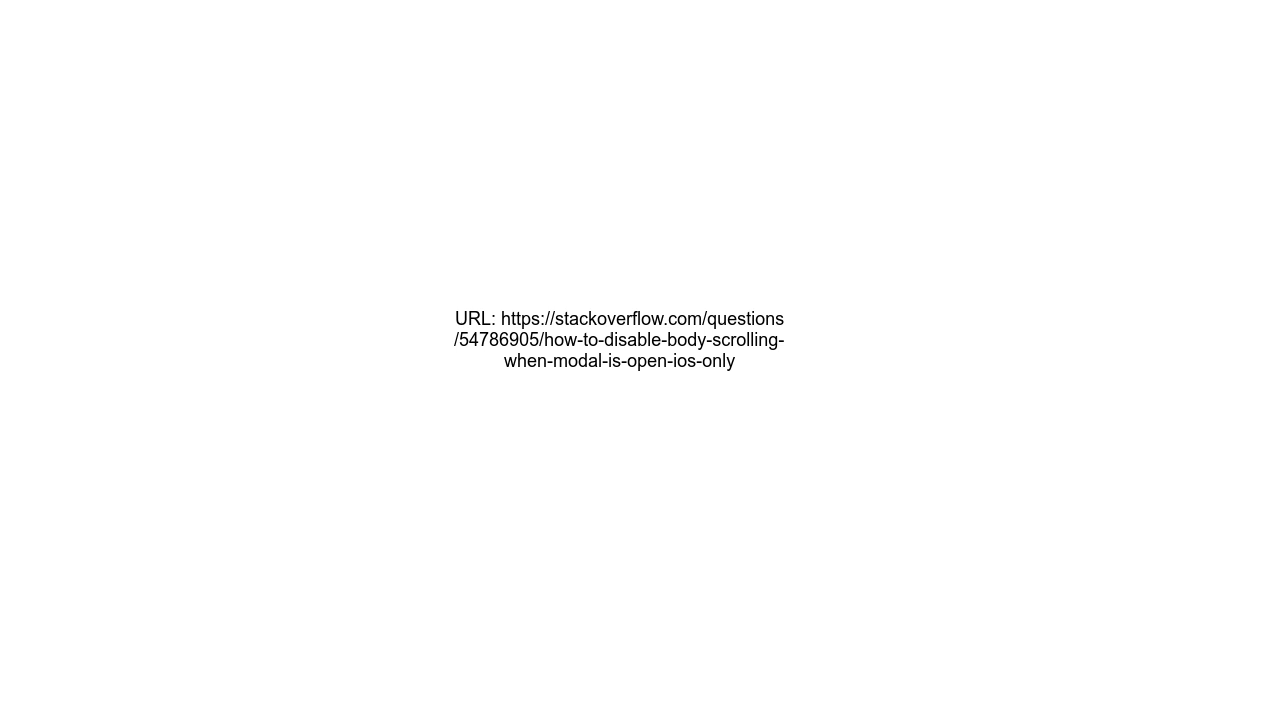 URL: https://stackoverflow.com/questions
/54786905/how-to-disable-body-scrolling-
when-modal-is-open-ios-only